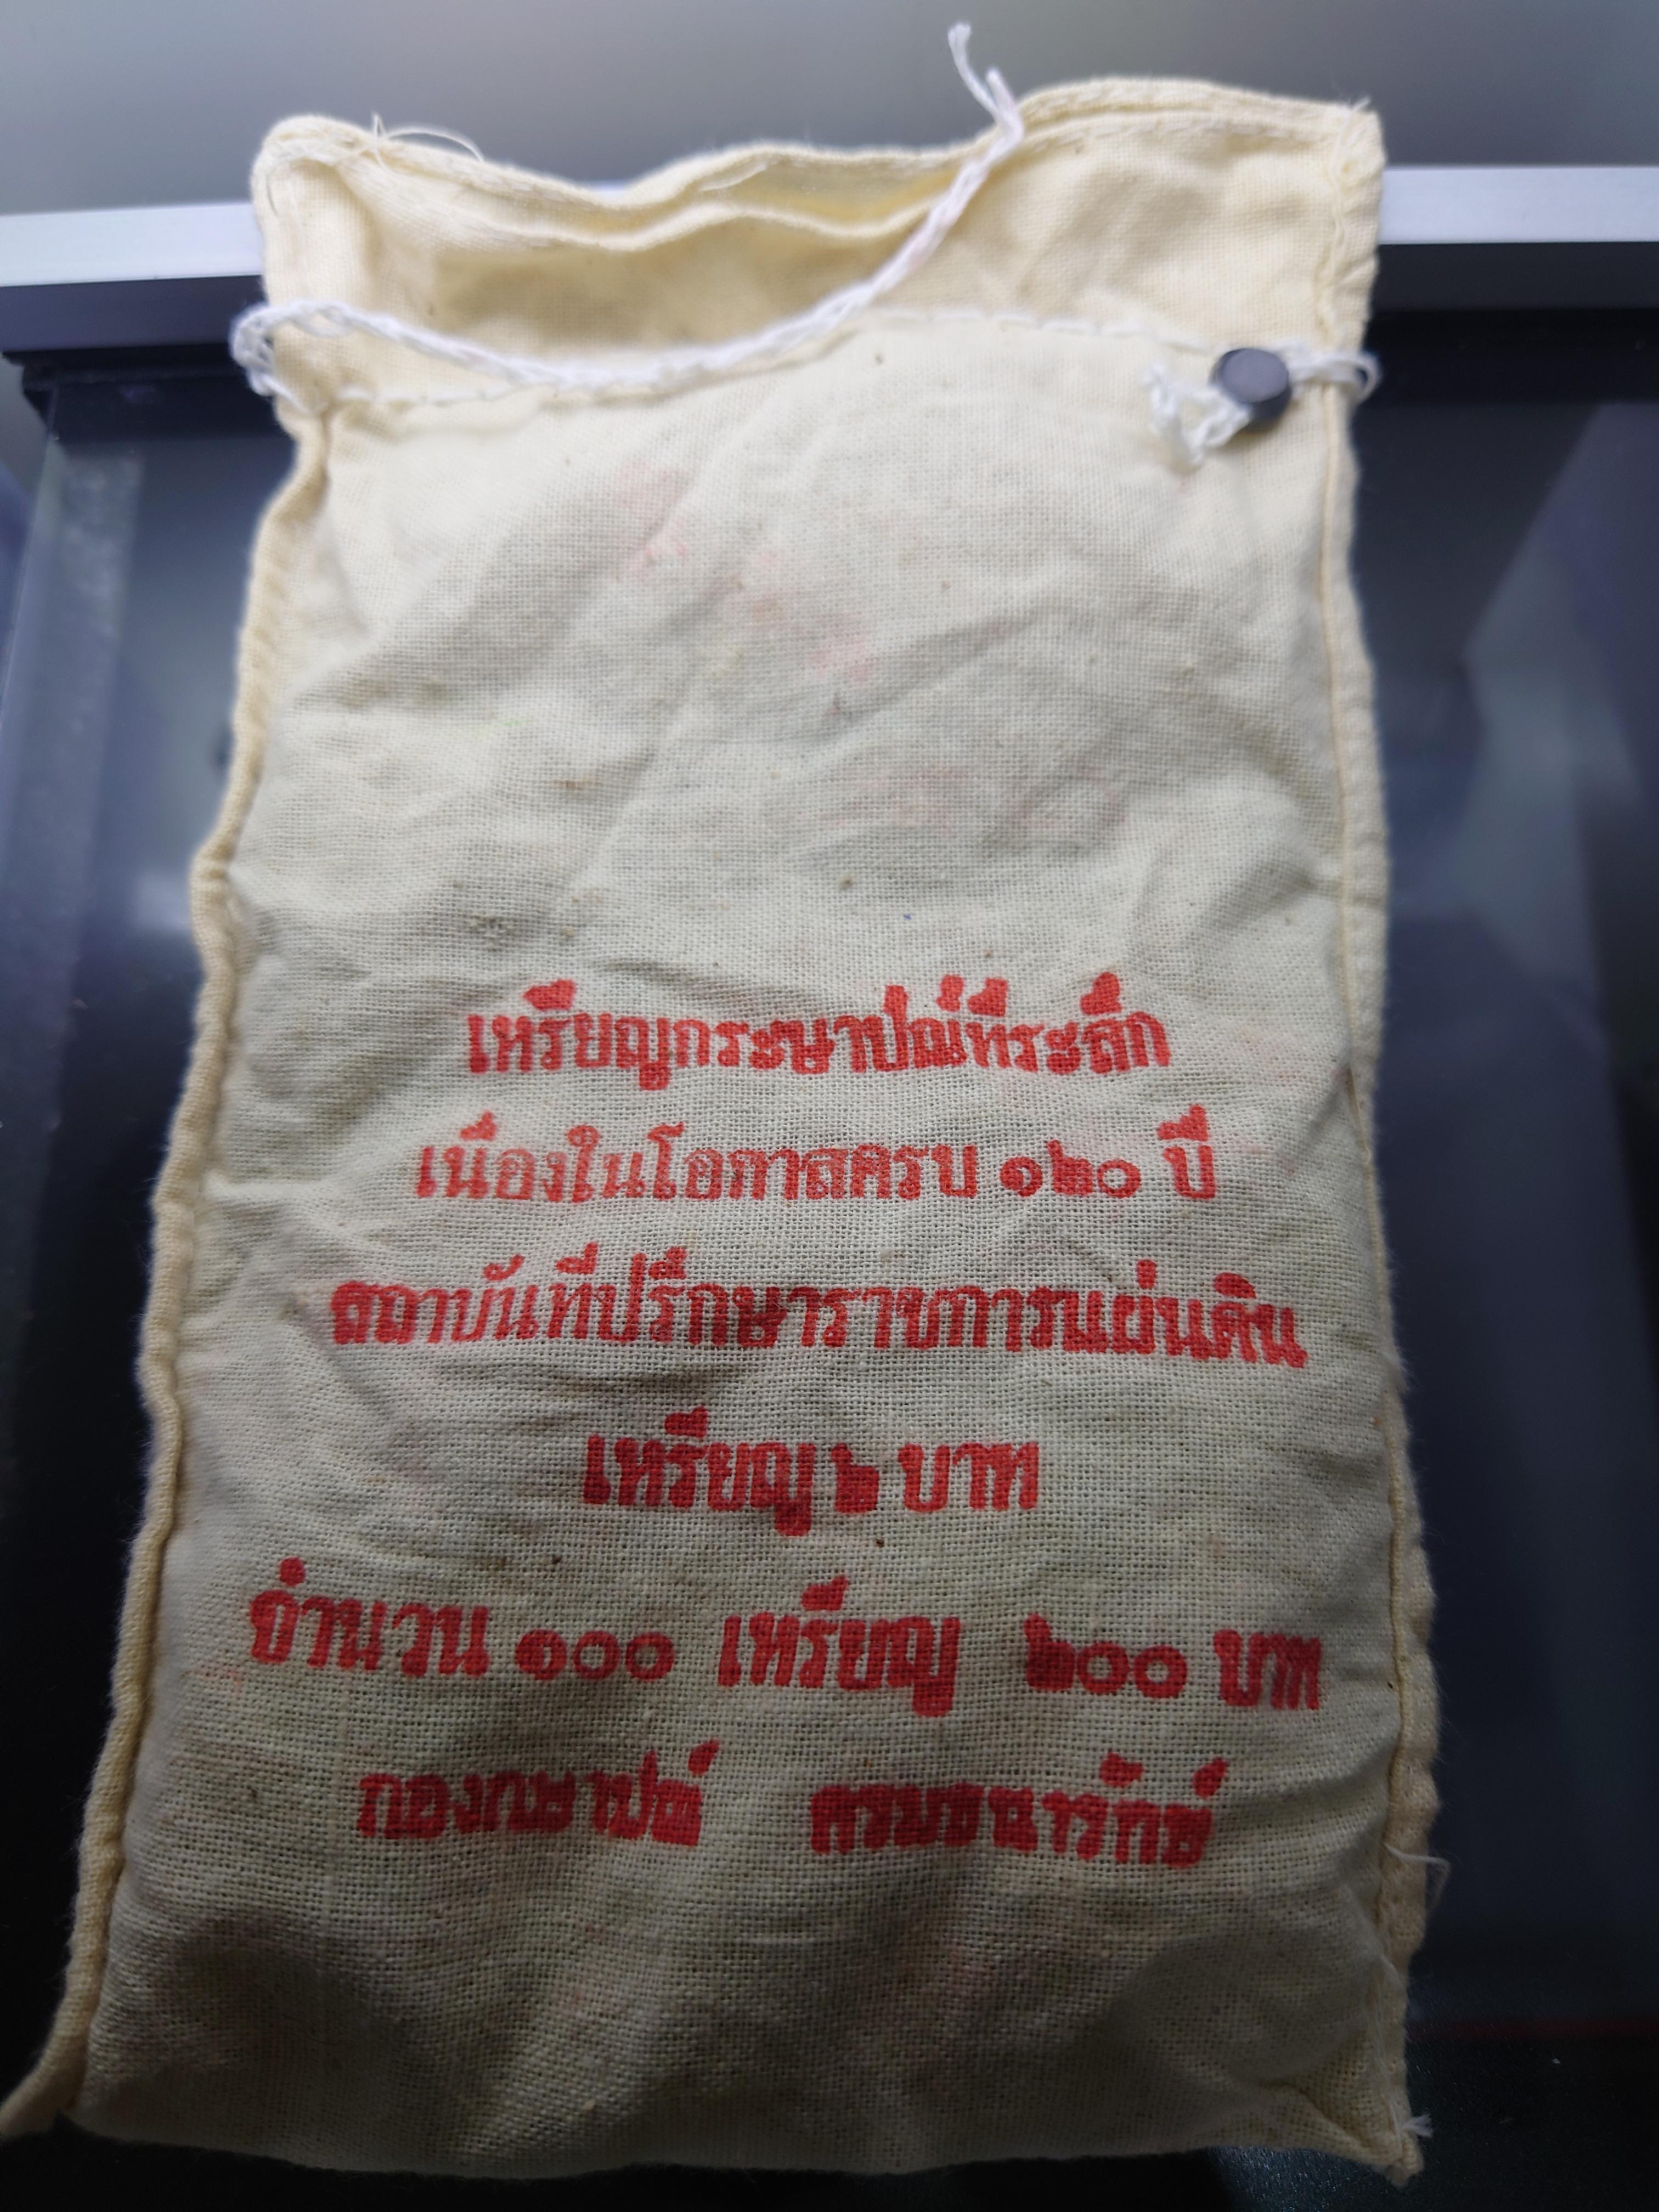 เหรียญกระษาปณ์ที่ระลึก
เนื่องในโอกาสครบ ๑๒๐ ปี
สถาบันที่ปรึกษาราชการแผ่นดิน
เหรียญ ๒ บาท
จำนวน ๑๐๐ เหรียญ ๒๐๐ บาท
กองกษาปณ์ กรมธนารักษ์